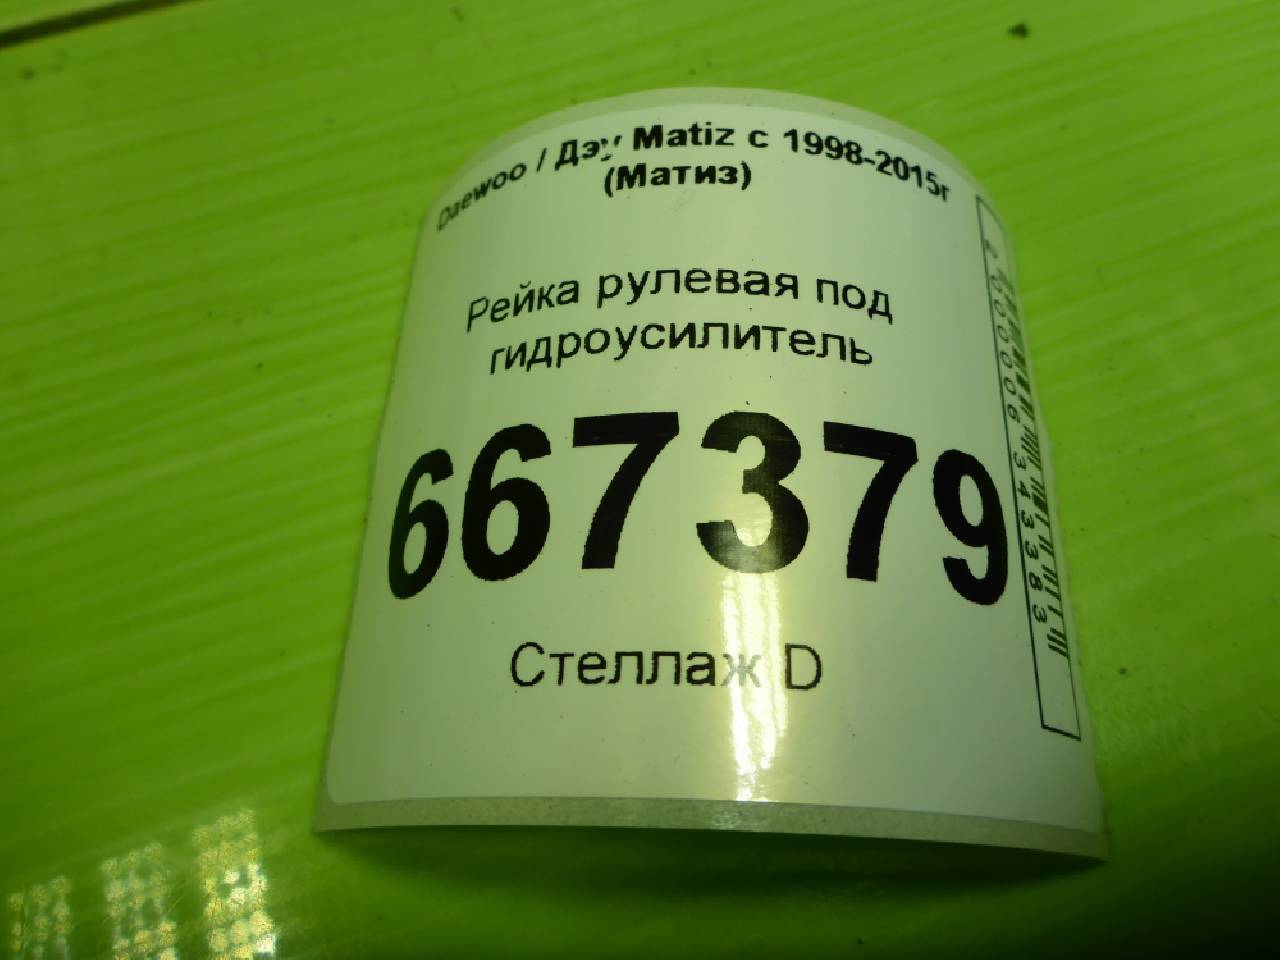 Daewoo / Дэу Matiz с 1998-2015г
(Матиз)
Рейка рулевая под
гидроусилитель
667379
Стеллаж D